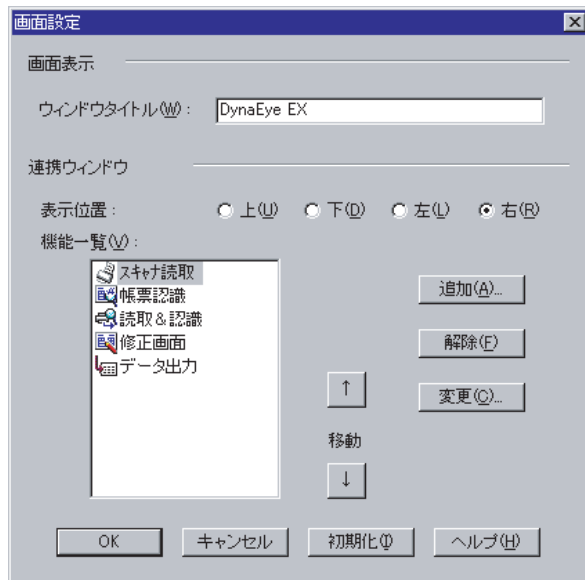 画面設定
画面表示
ウィンドウタイトル(W)： DynaEye EX
連携ウィンドウ
表示位置： 上(U) 下(D) 左(L) 右(R)
機能一覧(V)：
スキャナ読取
帳票認識
読取＆認識
修正画面
データ出力
追加(A)...
解除(F)
変更(C)...
↑
移動
↓
OK キャンセル 初期化(I) ヘルプ(H)